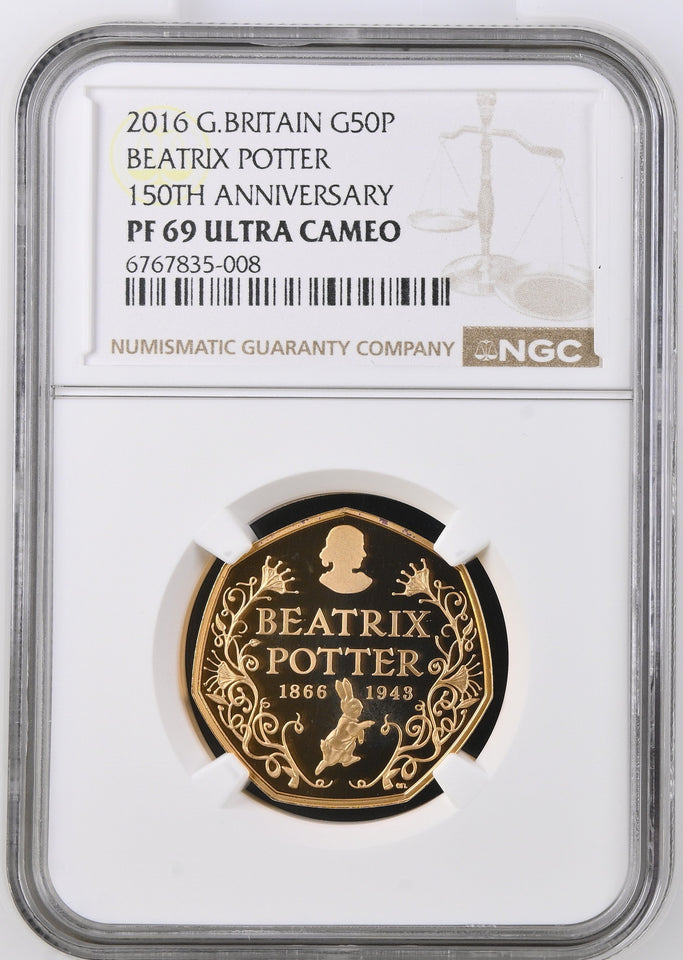 2016 G.BRITAIN G50P
BEATRIX POTTER
150TH ANNIVERSARY
PF 69 ULTRA CAMEO
6767835-008
NUMISMATIC GUARANTY COMPANY NGC
BEATRIX
POTTER
1866 1943